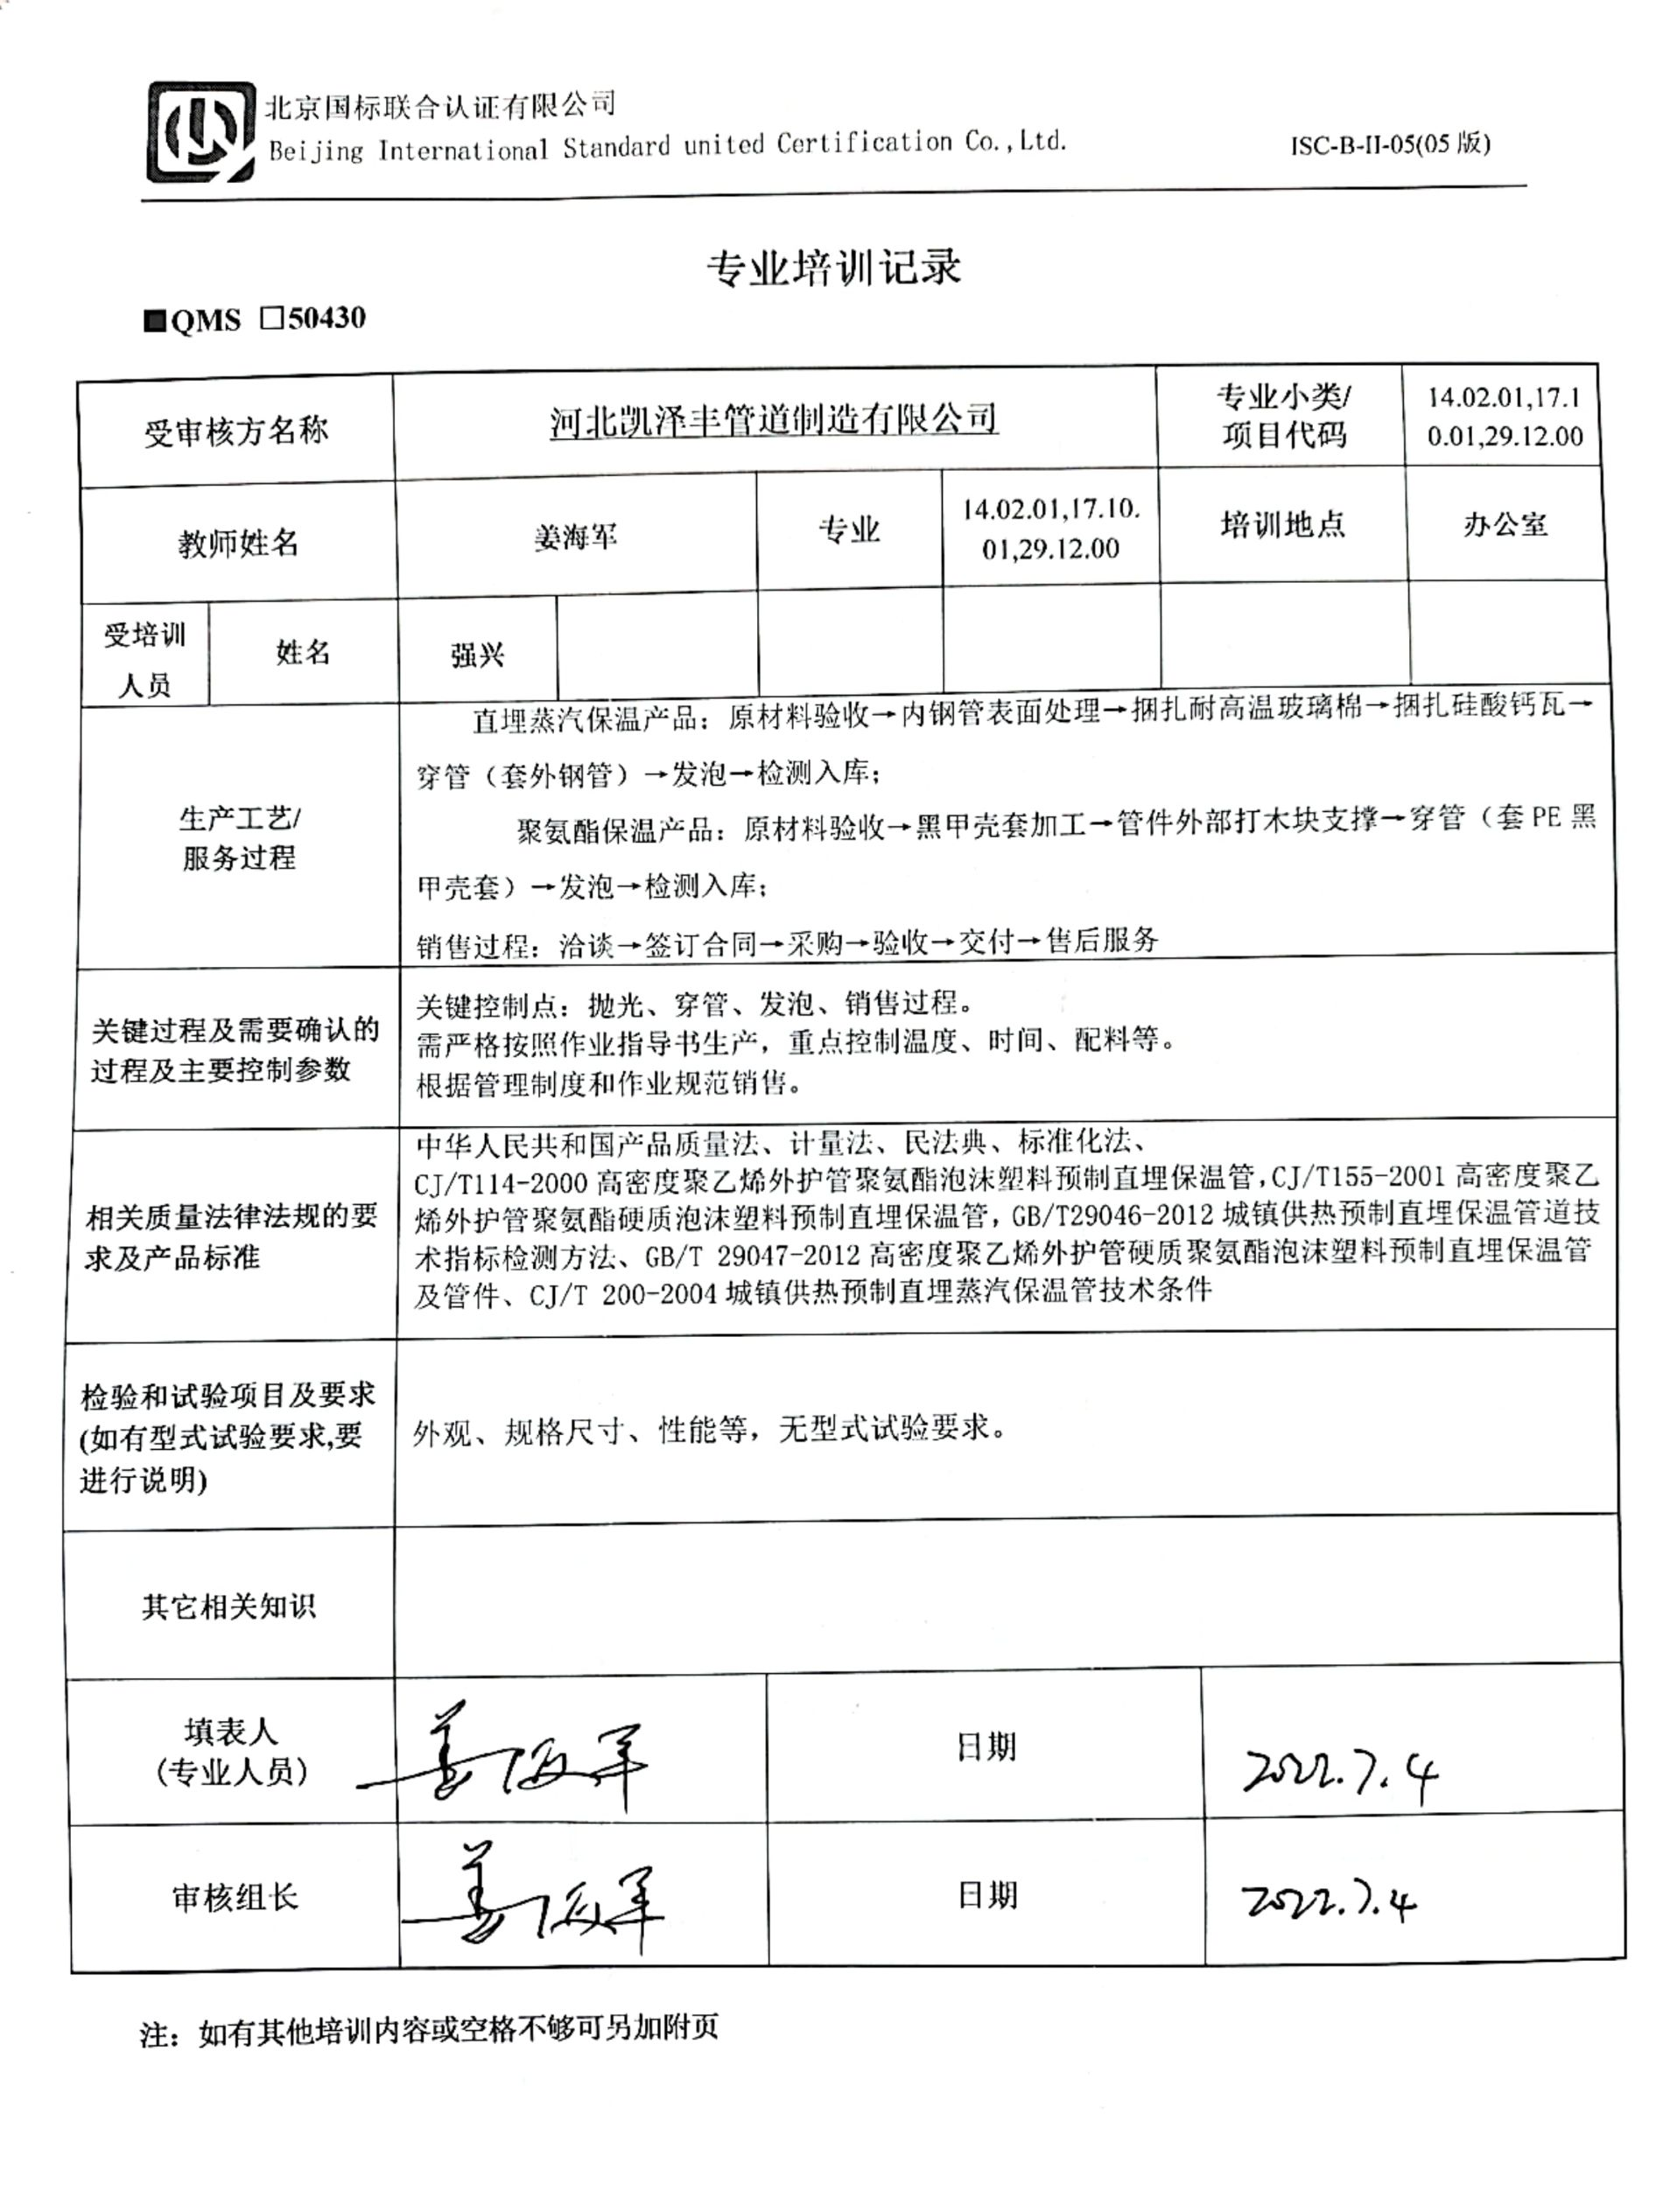 北京国标联合认证有限公司
Beijing International Standard united Certification Co.,Ltd.
ISC-B-II-05(05 版)
专业培训记录
■QMS □50430
受审核方名称
河北凯泽丰管道制造有限公司
专业小类/
项目代码
14.02.01,17.1
0.01,29.12.00
教师姓名
姜海军
专业
14.02.01,17.10.
01,29.12.00
培训地点
办公室
受培训
人员
姓名
强兴
生产工艺/
服务过程
直埋蒸汽保温产品：原材料验收→内钢管表面处理→捆扎耐高温玻璃棉→捆扎硅酸钙瓦→
穿管（套外钢管）→发泡→检测入库；
聚氨酯保温产品：原材料验收→黑甲壳套加工→管件外部打木块支撑→穿管（套 PE 黑
甲壳套）→发泡→检测入库；
销售过程：洽谈→签订合同→采购→验收→交付→售后服务
关键过程及需要确认的
过程及主要控制参数
关键控制点：抛光、穿管、发泡、销售过程。
需严格按照作业指导书生产，重点控制温度、时间、配料等。
根据管理制度和作业规范销售。
相关质量法律法规的要
求及产品标准
中华人民共和国产品质量法、计量法、民法典、标准化法、
CJ/T114-2000 高密度聚乙烯外护管聚氨酯泡沫塑料预制直埋保温管,CJ/T155-2001 高密度聚乙
烯外护管聚氨酯硬质泡沫塑料预制直埋保温管，GB/T29046-2012 城镇供热预制直埋保温管道技
术指标检测方法、GB/T 29047-2012 高密度聚乙烯外护管硬质聚氨酯泡沫塑料预制直埋保温管
及管件、CJ/T 200-2004 城镇供热预制直埋蒸汽保温管技术条件
检验和试验项目及要求
(如有型式试验要求,要
进行说明)
外观、规格尺寸、性能等，无型式试验要求。
其它相关知识
填表人
（专业人员）
姜海军
日期
2022.7.4
审核组长
姜海军
日期
2022.7.4
注：如有其他培训内容或空格不够可另加附页